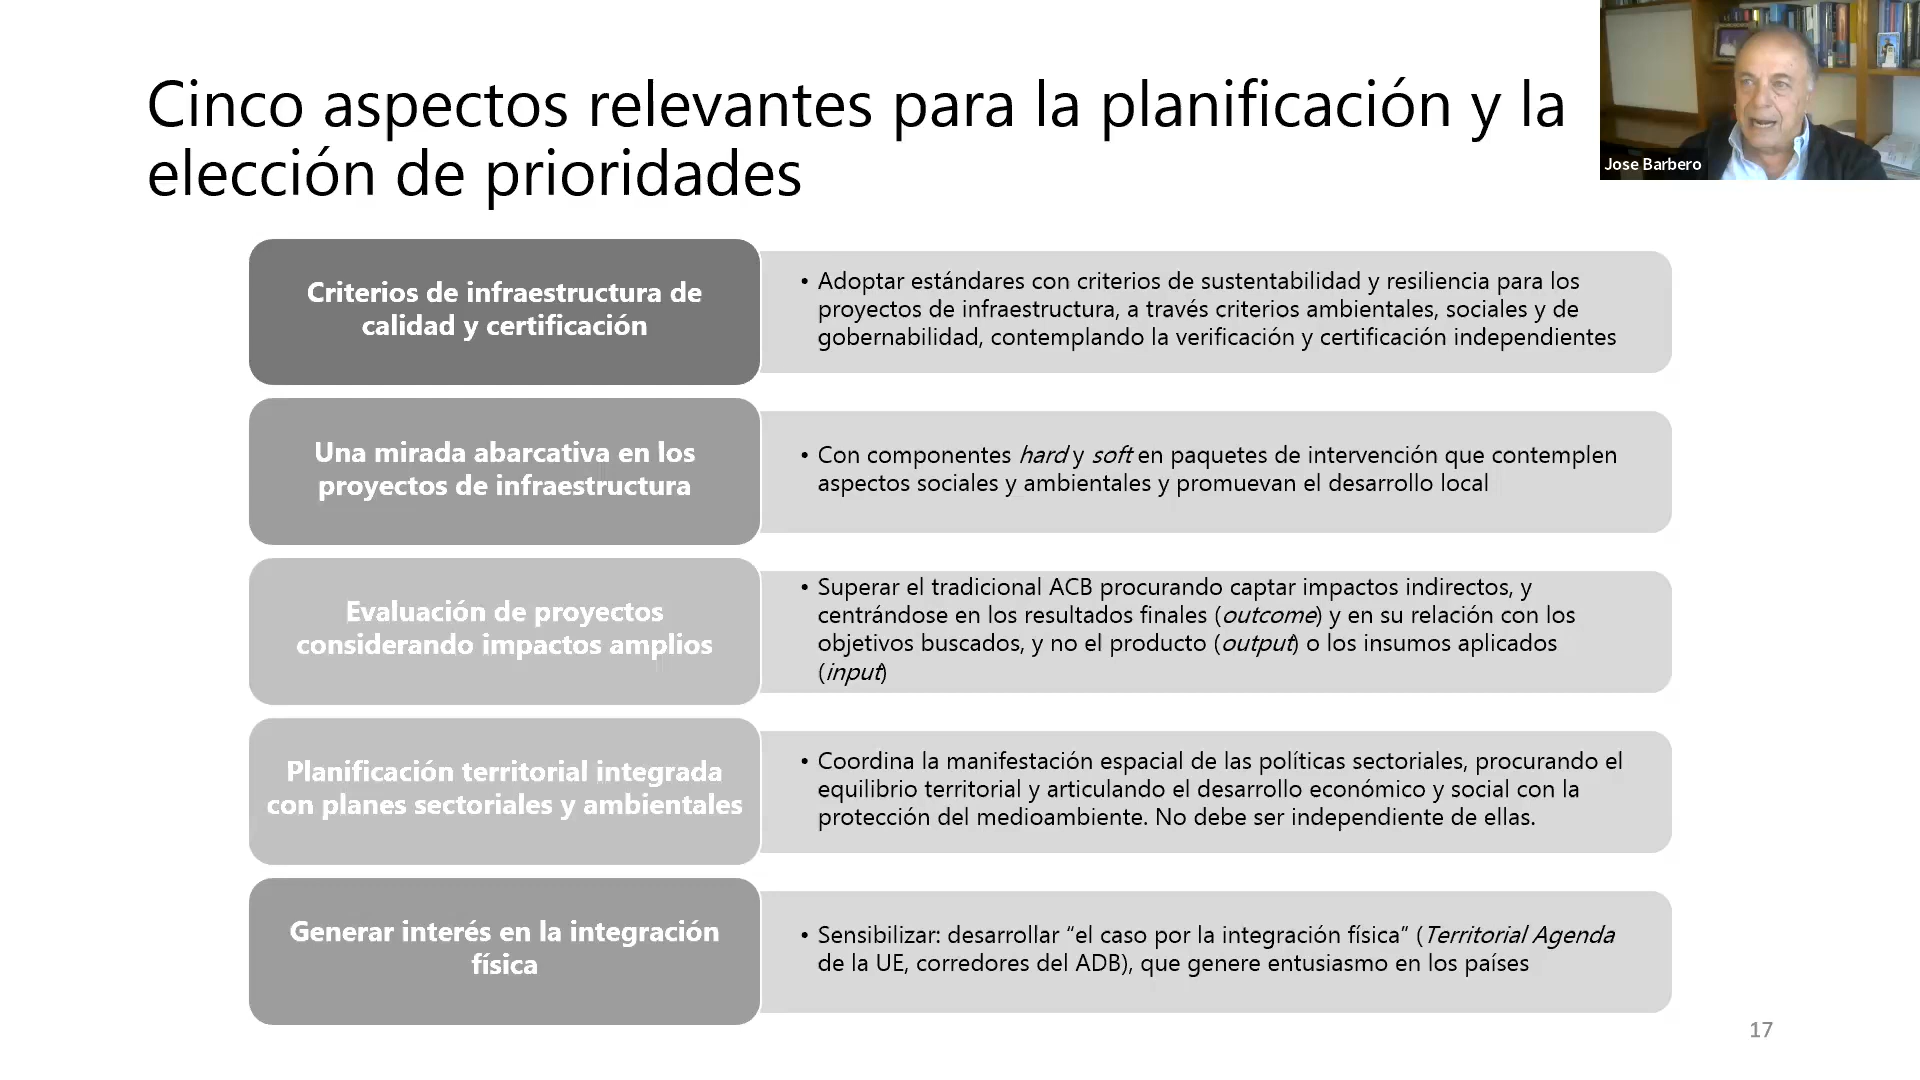 Cinco aspectos relevantes para la planificación y la
elección de prioridades
Jose Barbero
Criterios de infraestructura de
calidad y certificación
• Adoptar estándares con criterios de sustentabilidad y resiliencia para los
proyectos de infraestructura, a través criterios ambientales, sociales y de
gobernabilidad, contemplando la verificación y certificación independientes
Una mirada abarcativa en los
proyectos de infraestructura
• Con componentes hard y soft en paquetes de intervención que contemplen
aspectos sociales y ambientales y promuevan el desarrollo local
Evaluación de proyectos
considerando impactos amplios
• Superar el tradicional ACB procurando captar impactos indirectos, y
centrándose en los resultados finales (outcome) y en su relación con los
objetivos buscados, y no el producto (output) o los insumos aplicados
(input)
Planificación territorial integrada
con planes sectoriales y ambientales
• Coordina la manifestación espacial de las políticas sectoriales, procurando el
equilibrio territorial y articulando el desarrollo económico y social con la
protección del medioambiente. No debe ser independiente de ellas.
Generar interés en la integración
física
• Sensibilizar: desarrollar “el caso por la integración física” (Territorial Agenda
de la UE, corredores del ADB), que genere entusiasmo en los países
17